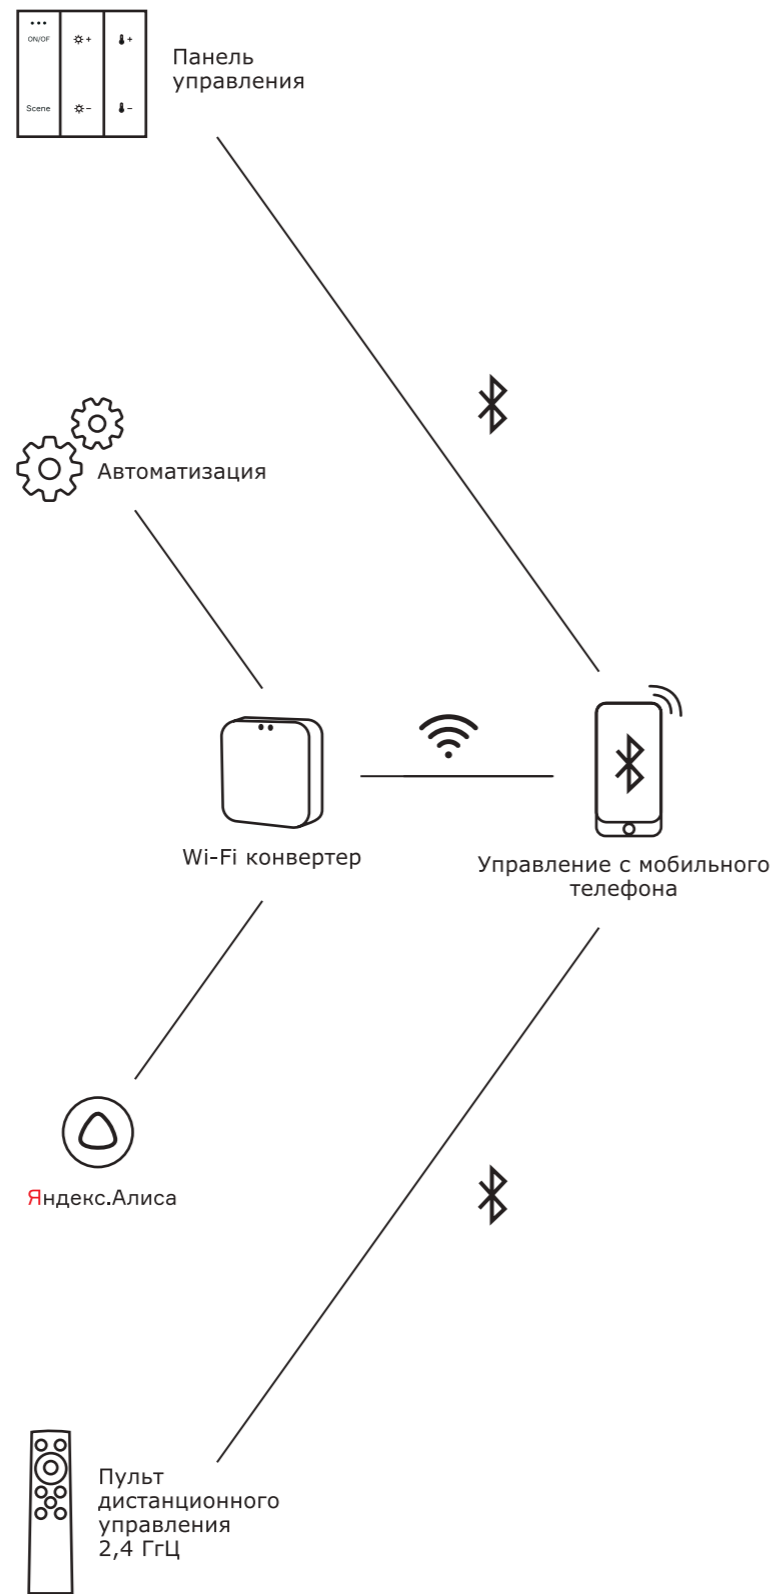 ON/OF
Scene
Панель
управления
Автоматизация
Wi-Fi конвертер
Управление с мобильного
телефона
Яндекс.Алиса
Пульт
дистанционного
управления
2,4 ГгЦ